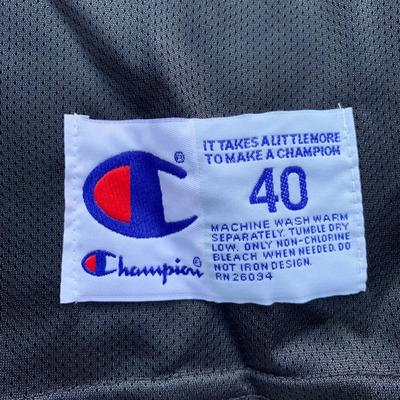 IT TAKES A LITTLE MORE
TO MAKE A CHAMPION
®
40
MACHINE WASH WARM
SEPARATELY. TUMBLE DRY
LOW. ONLY NON-CHLORINE
BLEACH WHEN NEEDED. DO
NOT IRON DESIGN.
RN 26094
Champion®